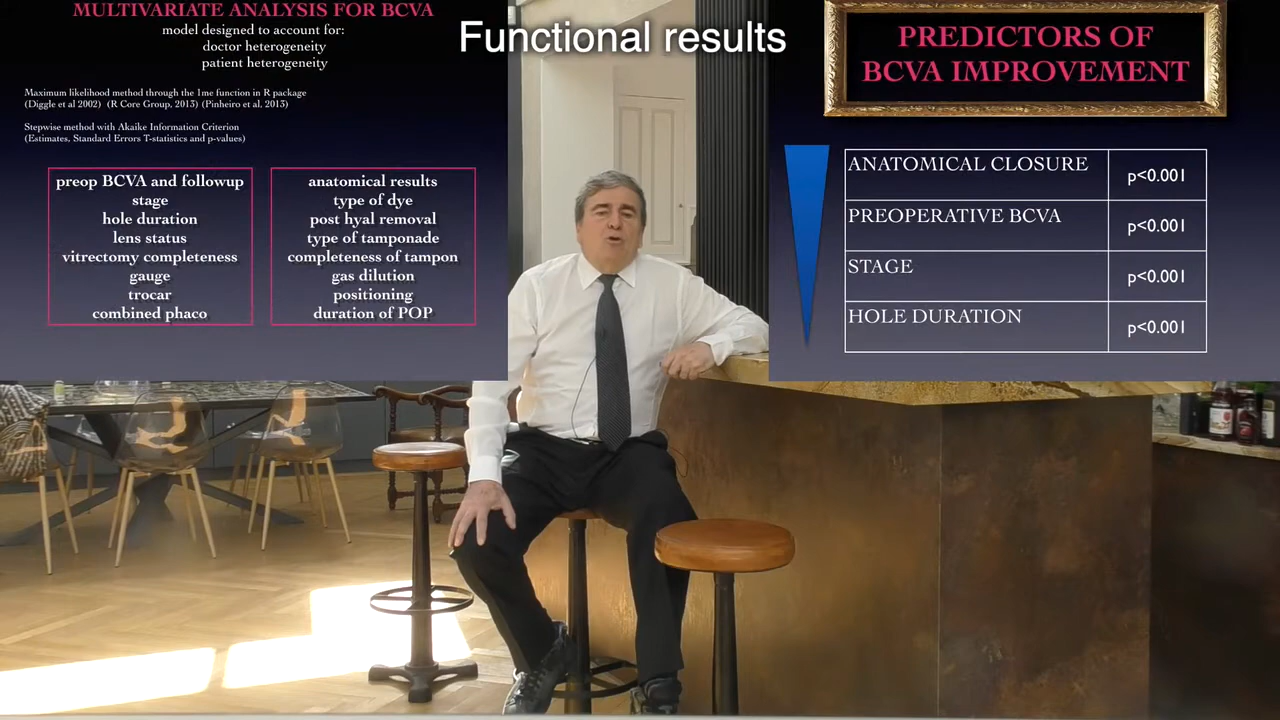 Functional results
MULTIVARIATE ANALYSIS FOR BCVA
model designed to account for:
doctor heterogeneity
patient heterogeneity
Maximum likelihood method through the lme function in R package
(Diggle et al 2002) (R Core Group, 2013) (Pinheiro et al. 2013)
Stepwise method with Akaike Information Criterion
(Estimates, Standard Errors T-statistics and p-values)
preop BCVA and followup
stage
hole duration
lens status
vitrectomy completeness
gauge
trocar
combined phaco
anatomical results
type of dye
post hyal removal
type of tamponade
completeness of tampon
gas dilution
positioning
duration of POP
PREDICTORS OF
BCVA IMPROVEMENT
ANATOMICAL CLOSURE p<0.001
PREOPERATIVE BCVA p<0.001
STAGE p<0.001
HOLE DURATION p<0.001